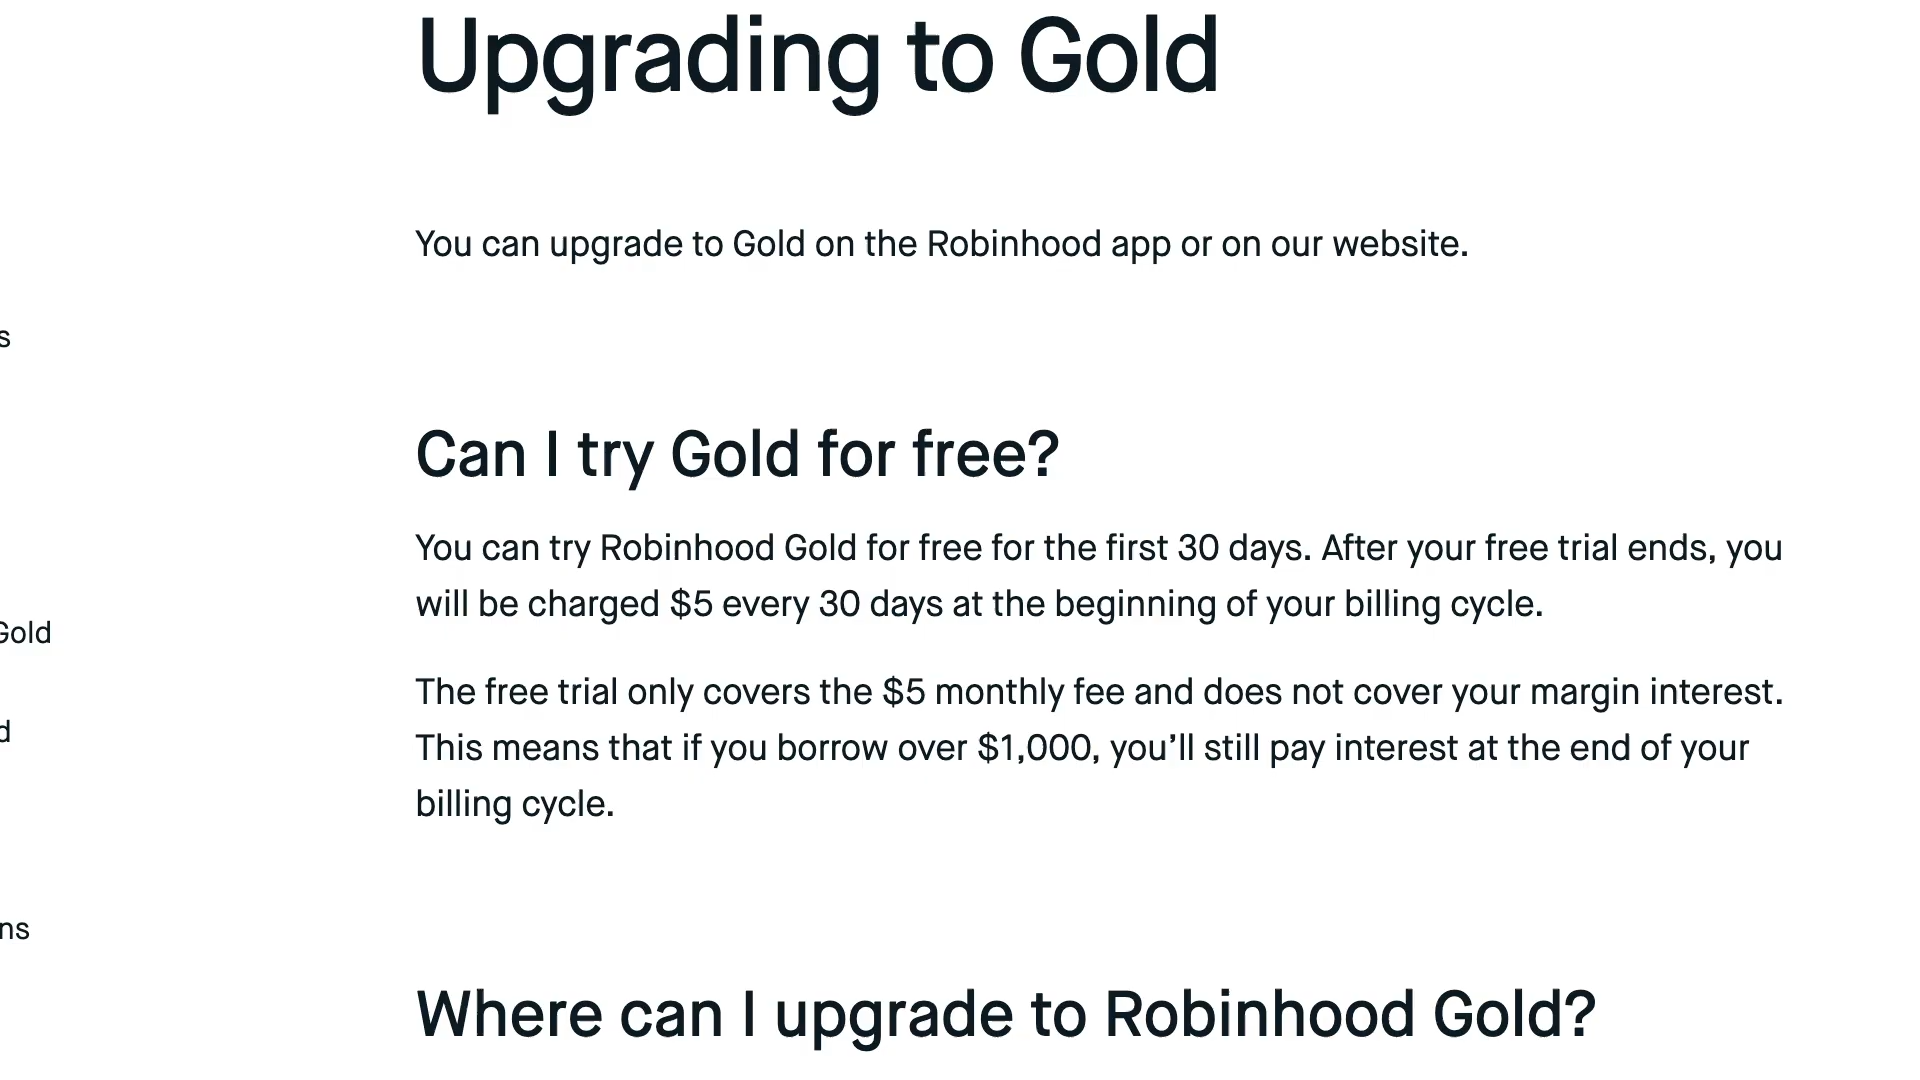 Upgrading to Gold
You can upgrade to Gold on the Robinhood app or on our website.
s
Can I try Gold for free?
You can try Robinhood Gold for free for the first 30 days. After your free trial ends, you
will be charged $5 every 30 days at the beginning of your billing cycle.
Gold
The free trial only covers the $5 monthly fee and does not cover your margin interest.
d
This means that if you borrow over $1,000, you’ll still pay interest at the end of your
billing cycle.
ns
Where can I upgrade to Robinhood Gold?